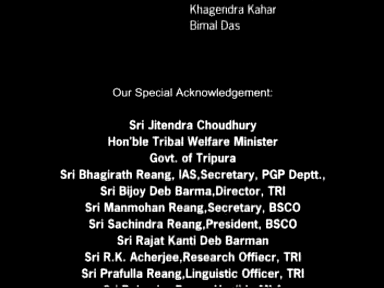 Khagendra Kahar
Bimal Das
Our Special Acknowledgement:
Sri Jitendra Choudhury
Hon'ble Tribal Welfare Minister
Govt. of Tripura
Sri Bhagirath Reang, IAS,Secretary, PGP Deptt.,
Sri Bijoy Deb Barma,Director, TRI
Sri Manmohan Reang,Secretary, BSCO
Sri Sachindra Reang,President, BSCO
Sri Rajat Kanti Deb Barman
Sri R.K. Acherjee,Research Offiecr, TRI
Sri Prafulla Reang,Linguistic Officer, TRI